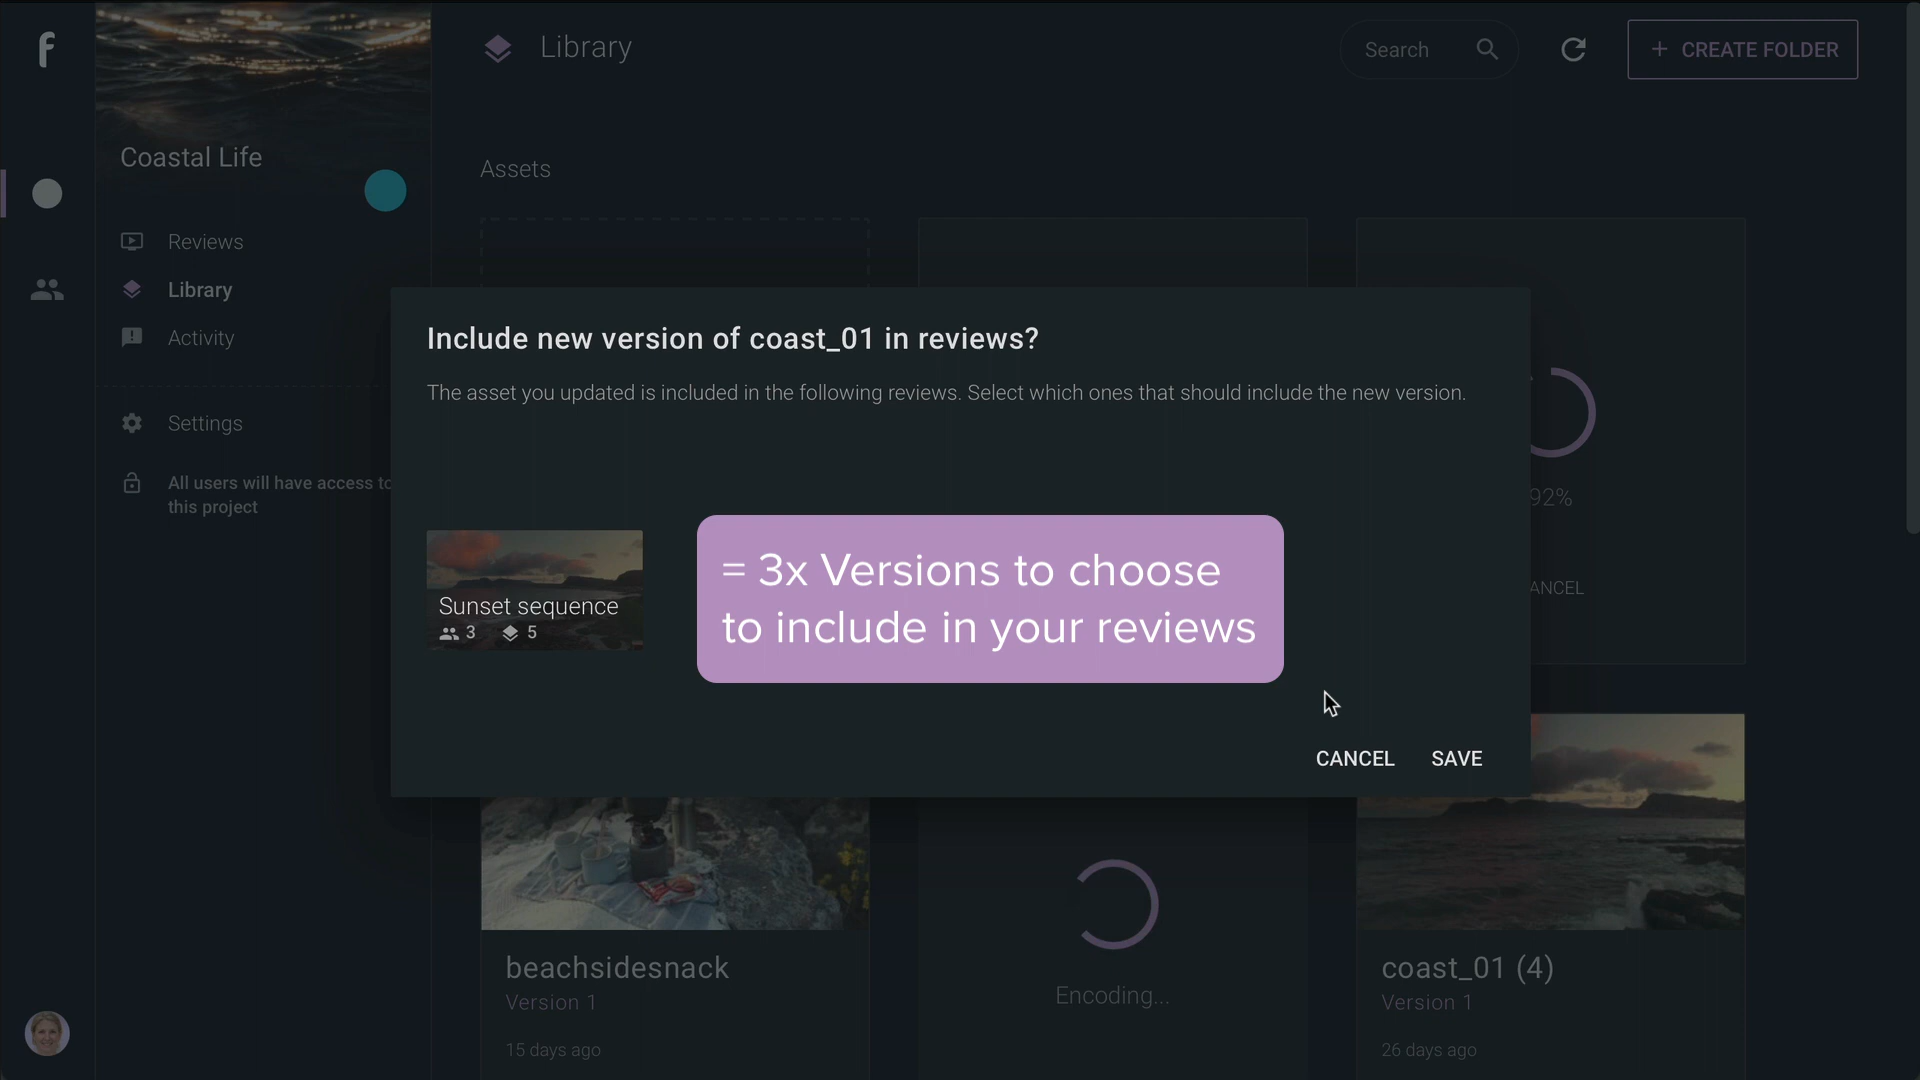 f
Library
Search
+ CREATE FOLDER
Coastal Life
Assets
Reviews
Library
Activity
Settings
All users will have access to
this project
Include new version of coast_01 in reviews?
The asset you updated is included in the following reviews. Select which ones that should include the new version.
92%
Sunset sequence
3 5
= 3x Versions to choose
to include in your reviews
ANCEL
CANCEL SAVE
beachsidesnack
Version 1
15 days ago
Encoding...
coast_01 (4)
Version 1
26 days ago